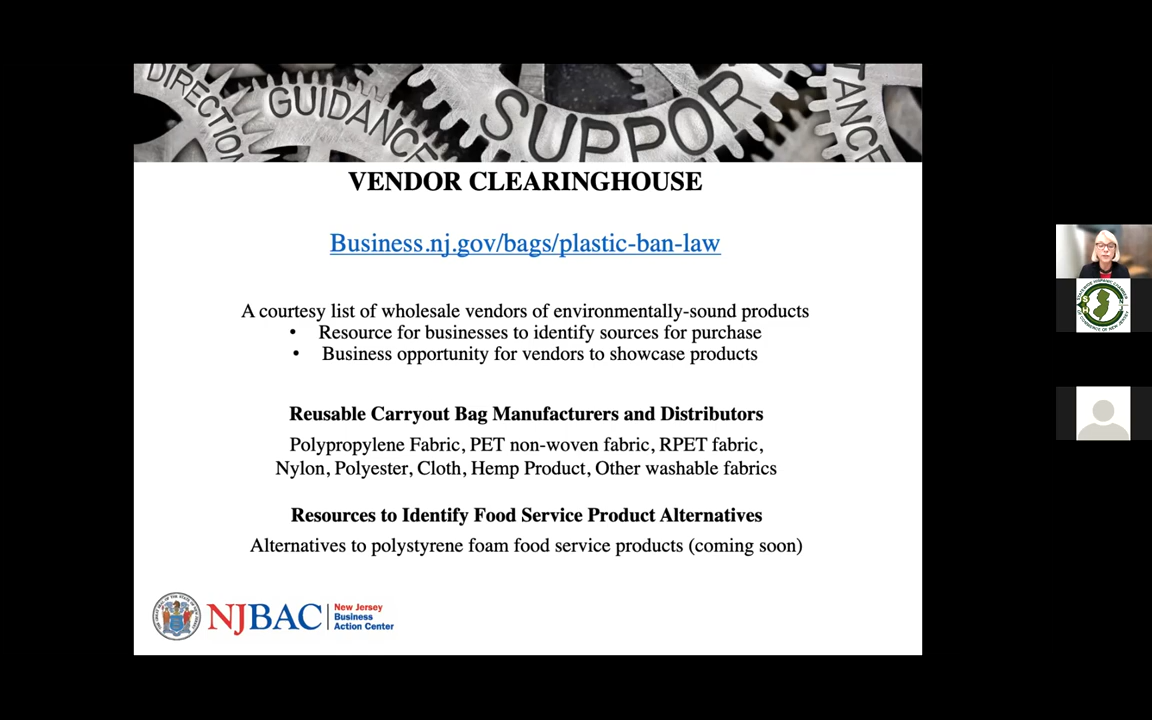 DIRECTION
GUIDANCE
SUPPORT
TANCE
VENDOR CLEARINGHOUSE
Business.nj.gov/bags/plastic-ban-law
A courtesy list of wholesale vendors of environmentally-sound products
• Resource for businesses to identify sources for purchase
• Business opportunity for vendors to showcase products
Reusable Carryout Bag Manufacturers and Distributors
Polypropylene Fabric, PET non-woven fabric, RPET fabric,
Nylon, Polyester, Cloth, Hemp Product, Other washable fabrics
Resources to Identify Food Service Product Alternatives
Alternatives to polystyrene foam food service products (coming soon)
NJBAC
New Jersey
Business
Action Center